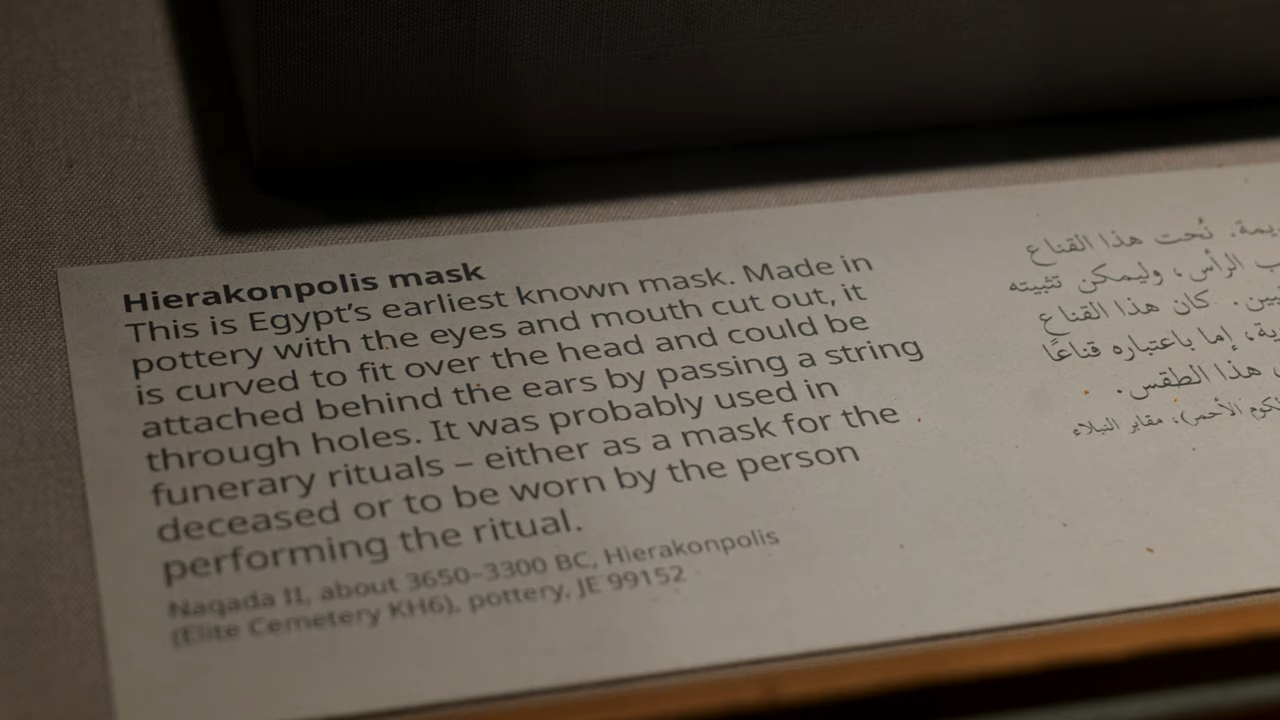 Hierakonpolis mask
This is Egypt's earliest known mask. Made in
pottery with the eyes and mouth cut out, it
is curved to fit over the head and could be
attached behind the ears by passing a string
through holes. It was probably used in
funerary rituals – either as a mask for the
deceased or to be worn by the person
performing the ritual.
Naqada II, about 3650–3300 BC, Hierakonpolis
(Elite Cemetery KH6), pottery, JE 99152
نُحت هذا القناع
الرأس، وليمكن تثبيته
كان هذا القناع
إما باعتباره قناعًا
هذا الطقس.
الأحمر)، مقابر النبلاء